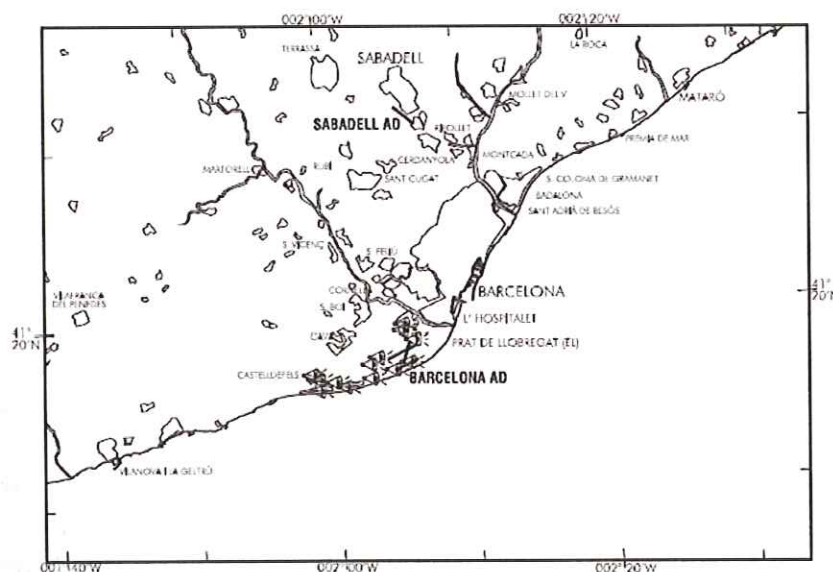 002°00'W
002°20'W
TERRASSA
SABADELL
LA ROCA
MOLLET DEL V
MATARÓ
SABADELL AD
RIPOLLET
PREMIA DE MAR
CERDANYOLA
MONTCADA
MARTORELL
RUBÍ
SANT CUGAT
S. COLOMA DE GRAMANET
BADALONA
SANT ADRIÀ DE BESÒS
S. VICENÇ
S. FELIU
VILAFRANCA
DEL PENEDES
BARCELONA
41°
20'N
S. BOI
L' HOSPITALET
41°
20'N
GAVÀ
PRAT DE LLOBREGAT (EL)
CASTELLDEFELS
BARCELONA AD
VILANOVA I LA GELTRÚ
001°40'W
002°00'W
002°20'W